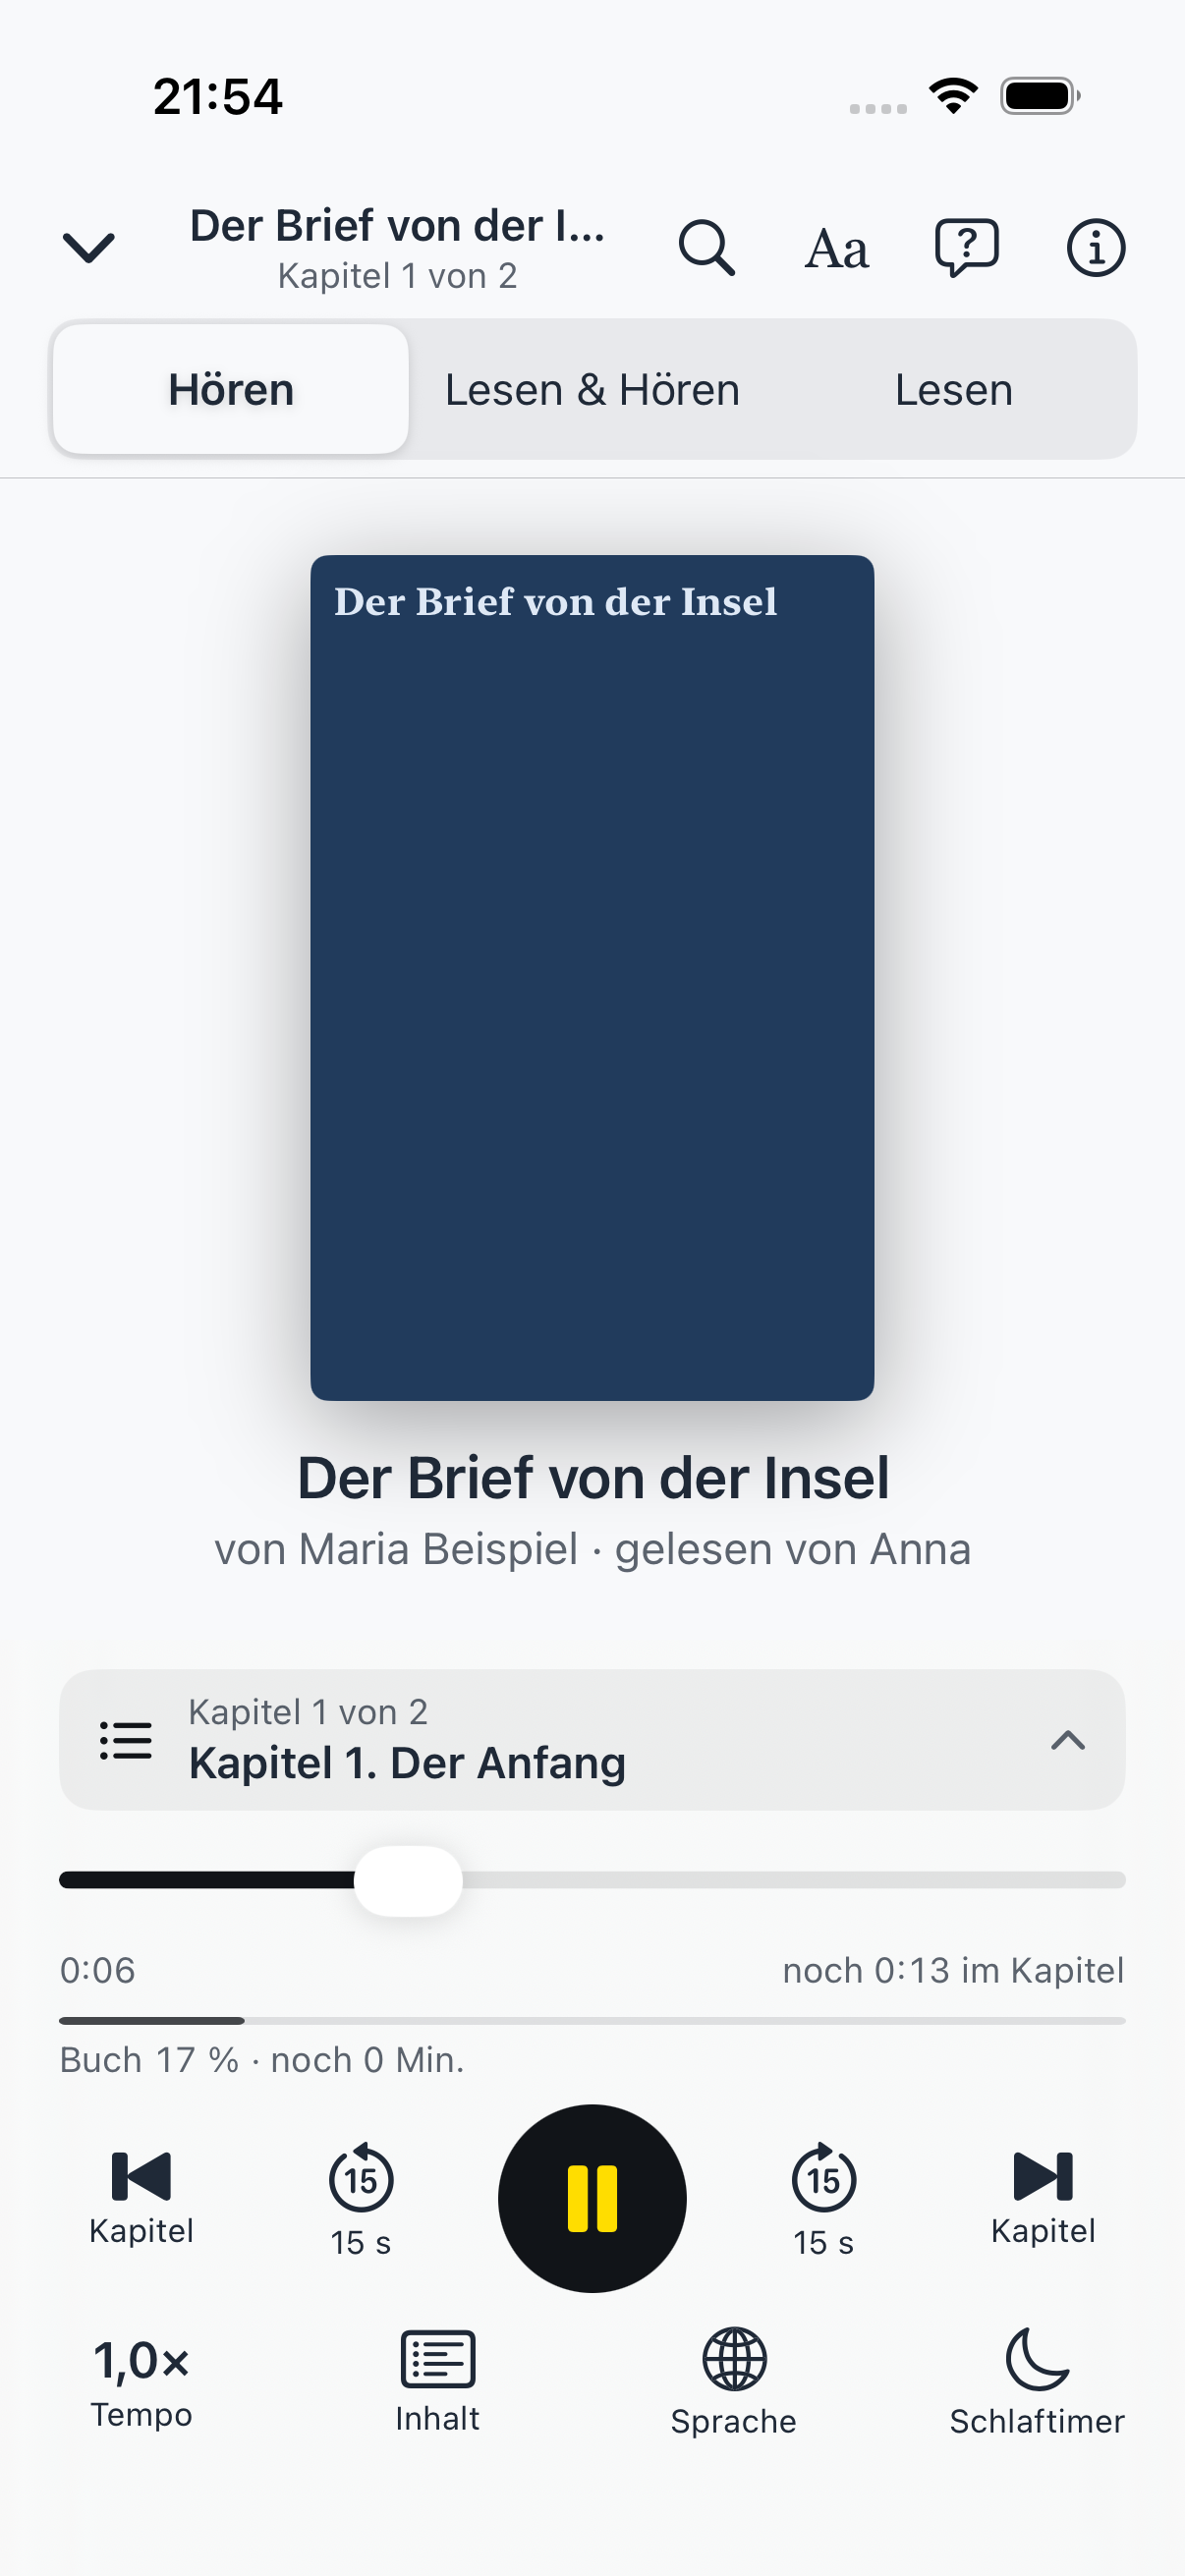 21:54
Der Brief von der I...
Kapitel 1 von 2
Aa
?
i
Hören
Lesen & Hören
Lesen
Der Brief von der Insel
Der Brief von der Insel
von Maria Beispiel · gelesen von Anna
Kapitel 1 von 2
Kapitel 1. Der Anfang
0:06
noch 0:13 im Kapitel
Buch 17 % · noch 0 Min.
Kapitel
15
15 s
15
15 s
Kapitel
1,0×
Tempo
Inhalt
Sprache
Schlaftimer